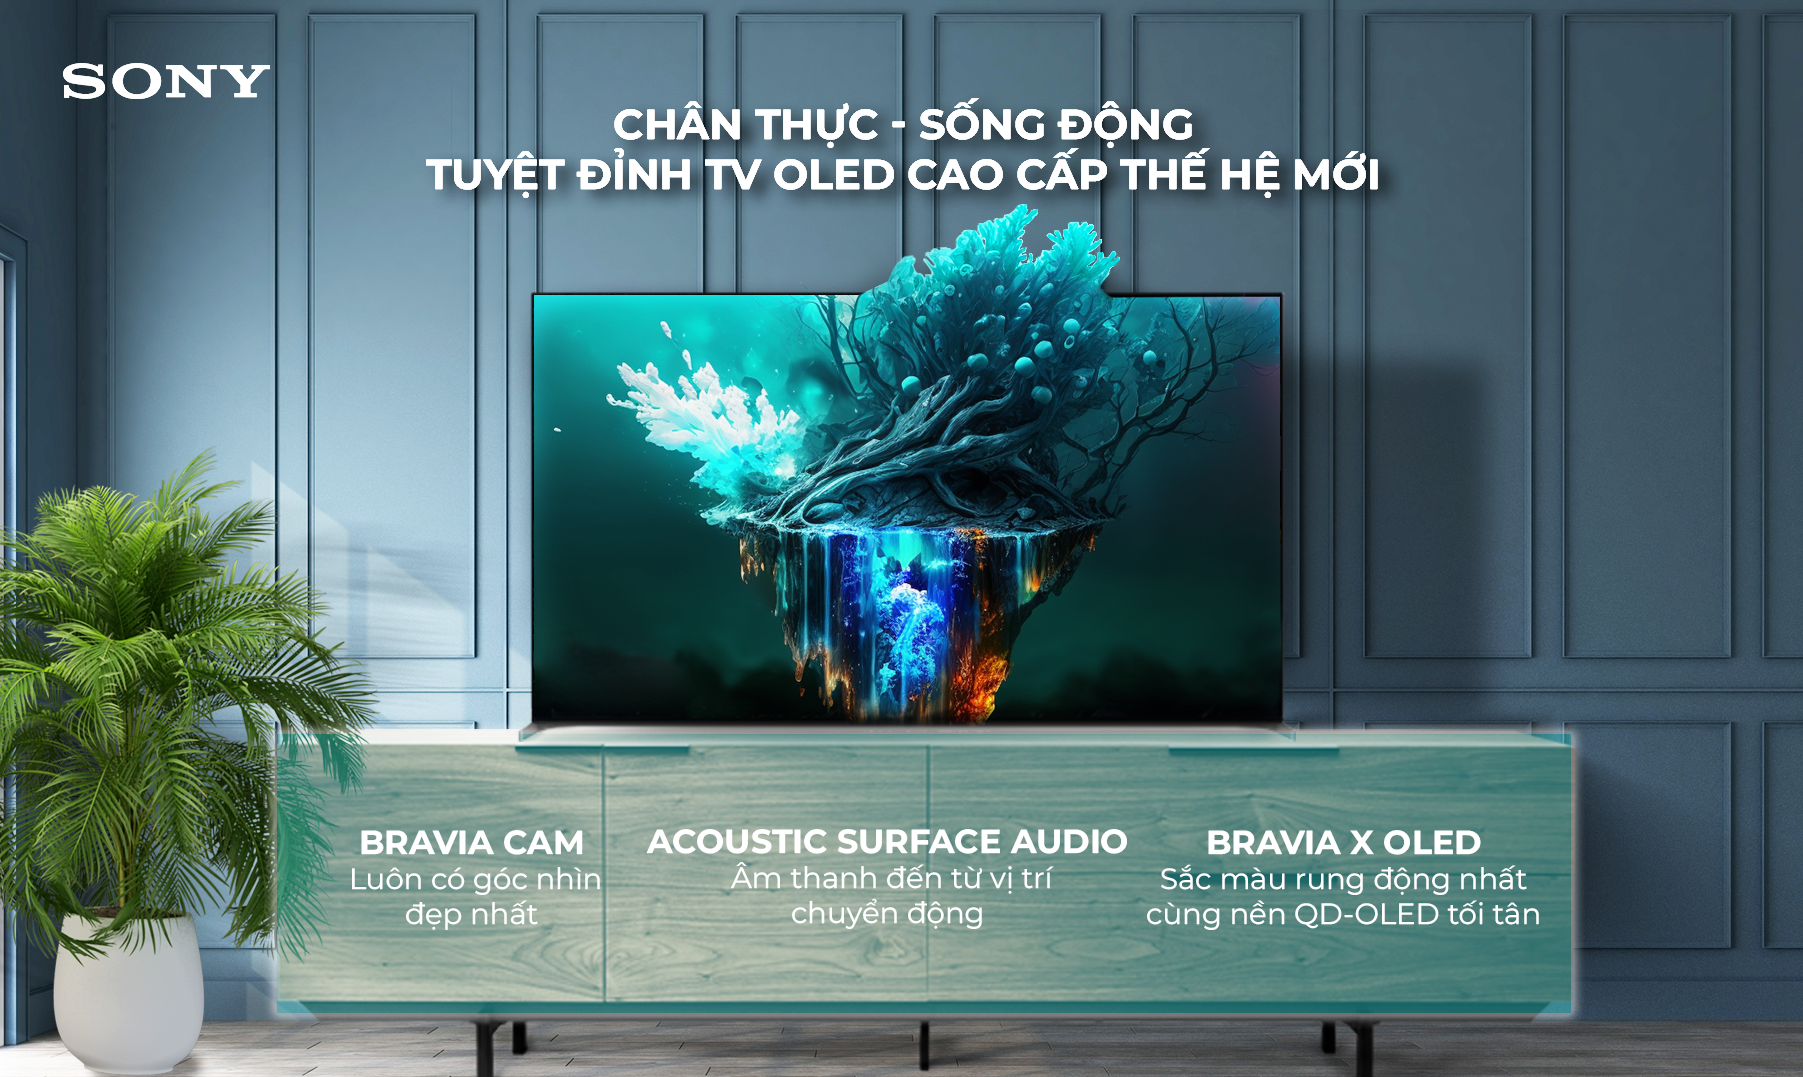 SONY
CHÂN THỰC - SỐNG ĐỘNG
TUYỆT ĐỈNH TV OLED CAO CẤP THẾ HỆ MỚI
BRAVIA CAM
Luôn có góc nhìn
đẹp nhất
ACOUSTIC SURFACE AUDIO
Âm thanh đến từ vị trí
chuyển động
BRAVIA X OLED
Sắc màu rung động nhất
cùng nền QD-OLED tối tân